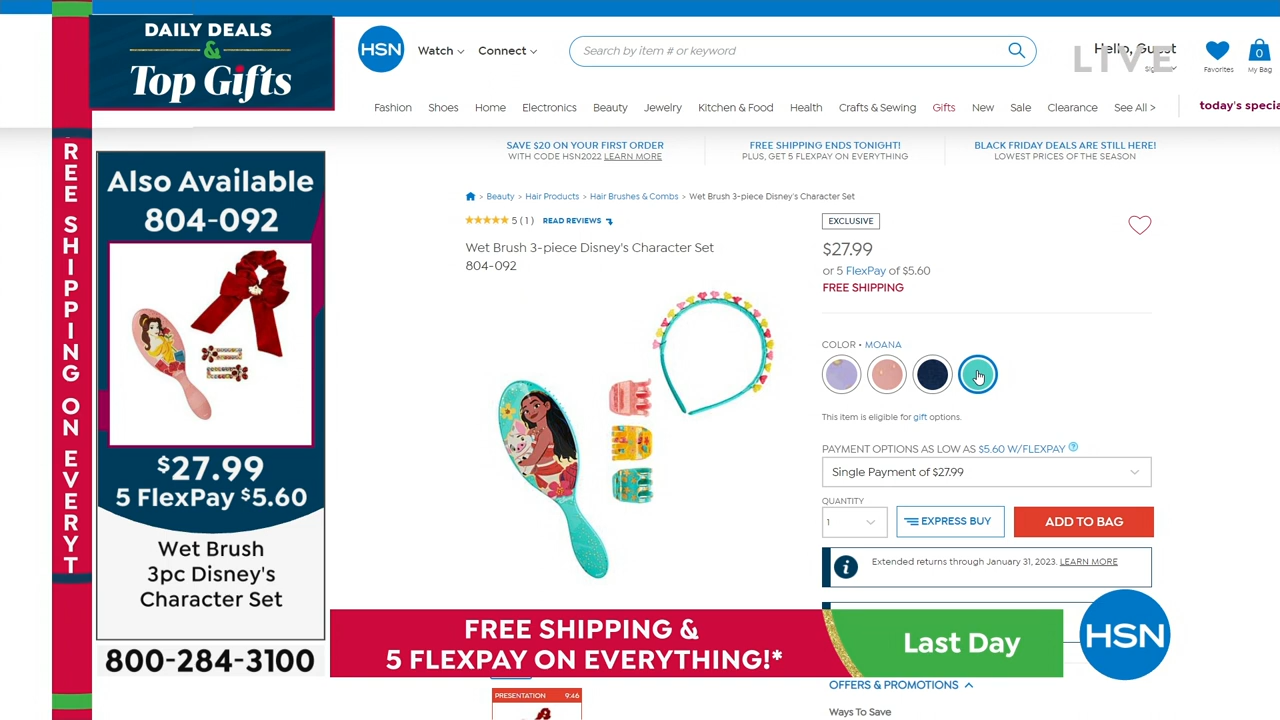 DAILY DEALS
&
Top Gifts
REE SHIPPING ON EVERYT
Also Available
804-092
$27.99
5 FlexPay $5.60
Wet Brush
3pc Disney's
Character Set
800-284-3100
HSN
Watch
Connect
Search by item # or keyword
Hello, Guest
LIVE
Favorites
0
My Bag
Fashion Shoes Home Electronics Beauty Jewelry Kitchen & Food Health Crafts & Sewing Gifts New Sale Clearance See All >
today's specia
SAVE $20 ON YOUR FIRST ORDER
WITH CODE HSN2022 LEARN MORE
FREE SHIPPING ENDS TONIGHT!
PLUS, GET 5 FLEXPAY ON EVERYTHING
BLACK FRIDAY DEALS ARE STILL HERE!
LOWEST PRICES OF THE SEASON
> Beauty > Hair Products > Hair Brushes & Combs > Wet Brush 3-piece Disney's Character Set
5 (1) READ REVIEWS
Wet Brush 3-piece Disney's Character Set
804-092
EXCLUSIVE
$27.99
or 5 FlexPay of $5.60
FREE SHIPPING
COLOR • MOANA
This item is eligible for gift options.
PAYMENT OPTIONS AS LOW AS $5.60 W/FLEXPAY ?
Single Payment of $27.99
QUANTITY
1
EXPRESS BUY
ADD TO BAG
i
Extended returns through January 31, 2023. LEARN MORE
FREE SHIPPING &
5 FLEXPAY ON EVERYTHING!*
Last Day
HSN
OFFERS & PROMOTIONS
Ways To Save
PRESENTATION 9:46